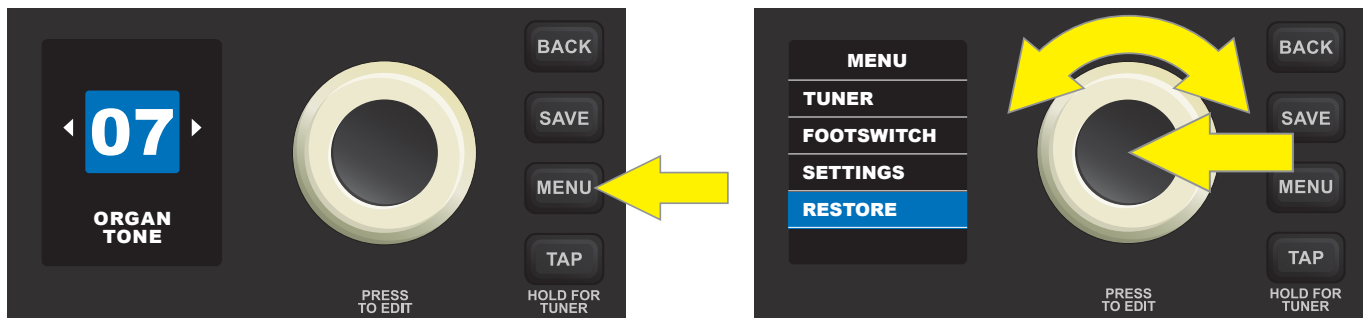 07
ORGAN
TONE
PRESS
TO EDIT
BACK
SAVE
MENU
TAP
HOLD FOR
TUNER
MENU
TUNER
FOOTSWITCH
SETTINGS
RESTORE
PRESS
TO EDIT
BACK
SAVE
MENU
TAP
HOLD FOR
TUNER